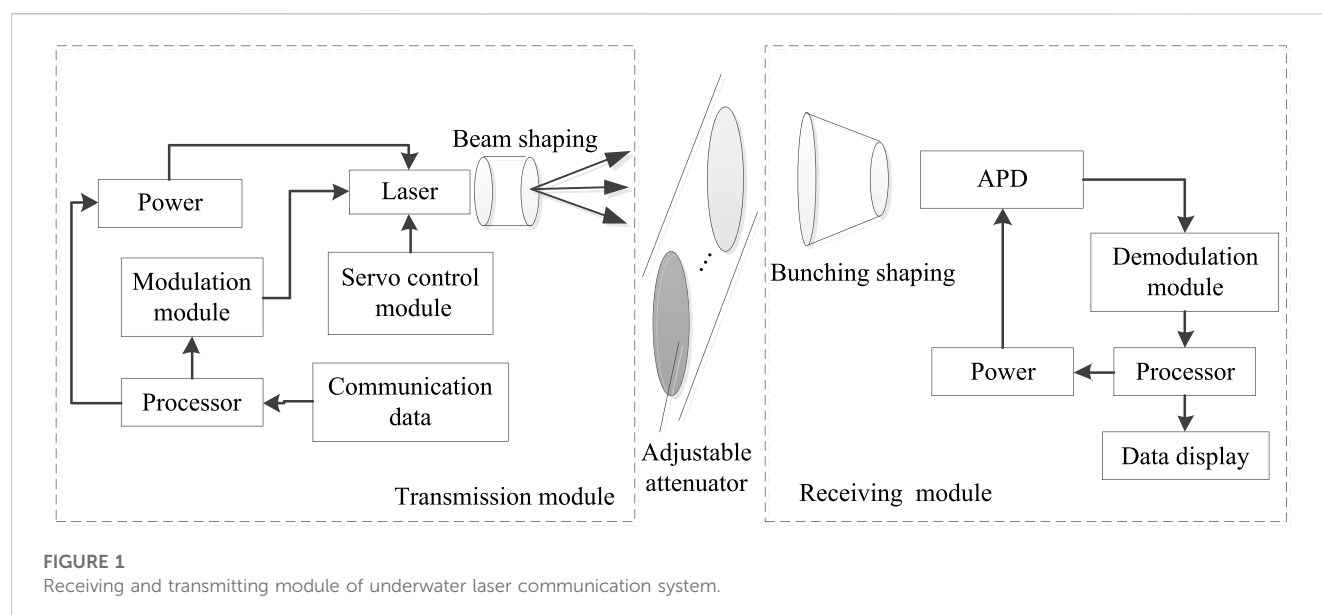 Beam shaping
Power
Laser
Modulation
module
Servo control
module
Processor
Communication
data
Transmission module
Adjustable
attenuator
Bunching shaping
APD
Demodulation
module
Power
Processor
Data display
Receiving module
FIGURE 1
Receiving and transmitting module of underwater laser communication system.